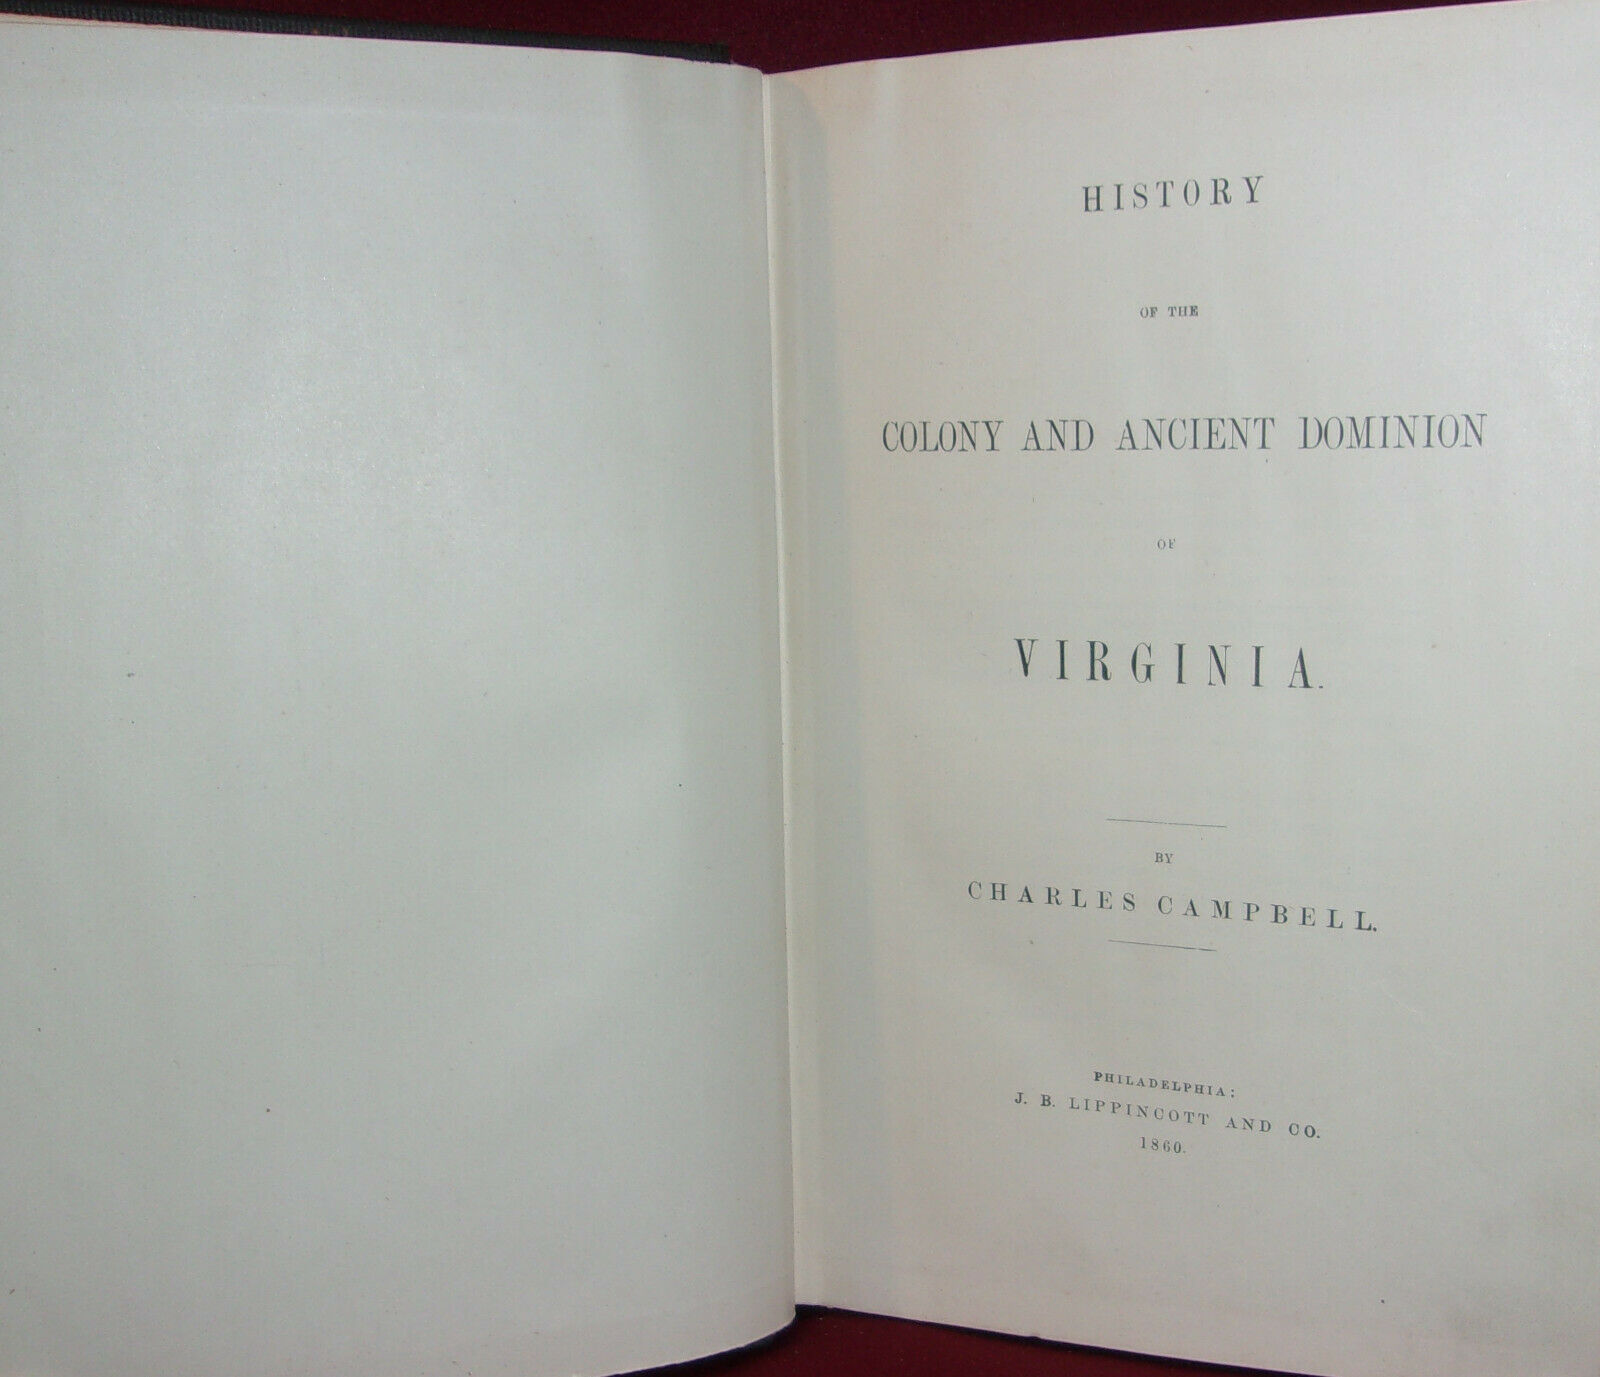 HISTORY
OF THE
COLONY AND ANCIENT DOMINION
OF
VIRGINIA.
BY
CHARLES CAMPBELL.
PHILADELPHIA:
J. B. LIPPINCOTT AND CO.
1860.